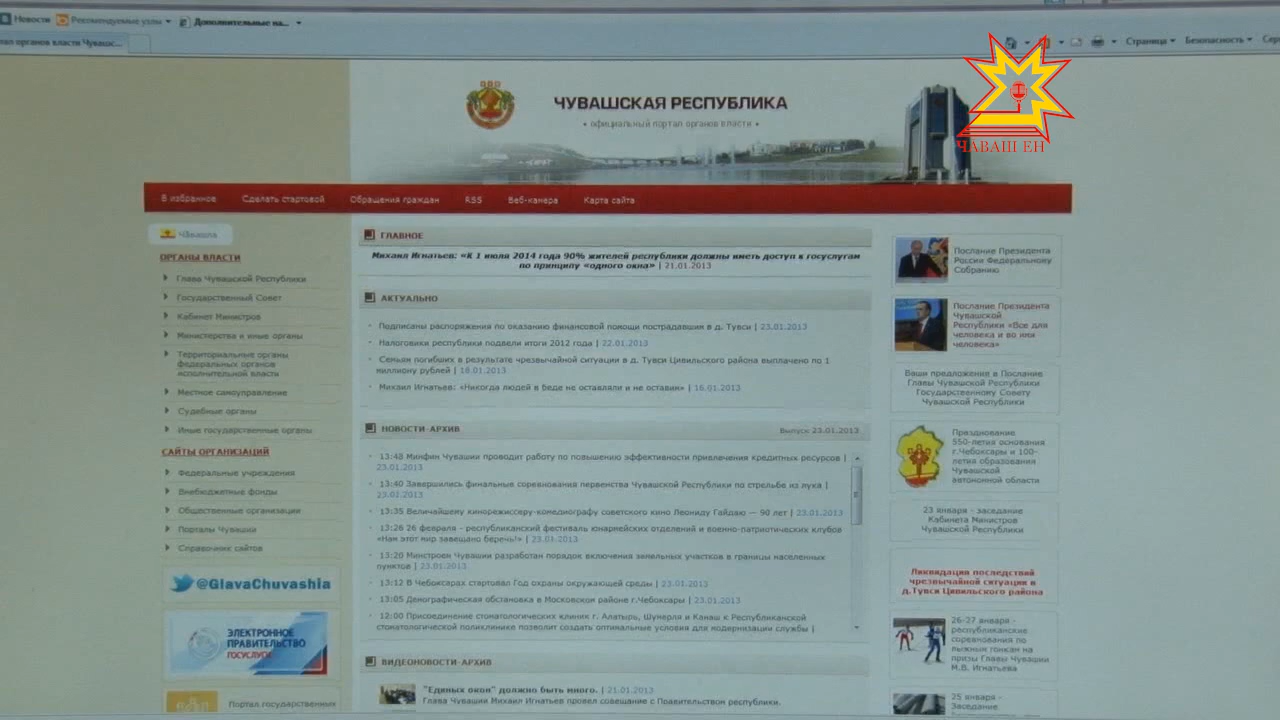 Новости Рекомендуемые узлы Дополнительные на...
Страница Безопасность
ЧУВАШСКАЯ РЕСПУБЛИКА
• официальный портал органов власти •
ЧĂВАШ ЕН
В избранное Сделать стартовой Обращения граждан RSS Веб-камера Карта сайта
Чăвашла
ОРГАНЫ ВЛАСТИ
Глава Чувашской Республики
Государственный Совет
Кабинет Министров
Министерства и иные органы
Территориальные органы
федеральных органов
исполнительной власти
Местное самоуправление
Судебные органы
Иные государственные органы
САЙТЫ ОРГАНИЗАЦИЙ
Федеральные учреждения
Внебюджетные фонды
Общественные организации
Порталы Чувашии
Справочник сайтов
@GlavaChuvashia
ЭЛЕКТРОННОЕ
ПРАВИТЕЛЬСТВО
ГОСУСЛУГИ
Портал государственных
ГЛАВНОЕ
Михаил Игнатьев: «К 1 июля 2014 года 90% жителей республики должны иметь доступ к госуслугам
по принципу «одного окна» | 21.01.2013
АКТУАЛЬНО
Подписаны распоряжения по оказанию финансовой помощи пострадавшим в д. Тувси | 23.01.2013
Налоговики республики подвели итоги 2012 года | 22.01.2013
Семьям погибших в результате чрезвычайной ситуации в д. Тувси Цивильского района выплачено по 1
миллиону рублей | 18.01.2013
Михаил Игнатьев: «Никогда людей в беде не оставляли и не оставим» | 16.01.2013
НОВОСТИ-АРХИВ Выпуск 23.01.2013
13:48 Минфин Чувашии проводит работу по повышению эффективности привлечения кредитных ресурсов |
23.01.2013
13:40 Завершились финальные соревнования первенства Чувашской Республики по стрельбе из лука |
23.01.2013
13:35 Величайшему кинорежиссеру-комедиографу советского кино Леониду Гайдаю — 90 лет | 23.01.2013
13:26 26 февраля - республиканский фестиваль юнармейских отделений и военно-патриотических клубов
«Нам этот мир завещано беречь!» | 23.01.2013
13:20 Минстроем Чувашии разработан порядок включения земельных участков в границы населенных
пунктов | 23.01.2013
13:12 В Чебоксарах стартовал Год охраны окружающей среды | 23.01.2013
13:05 Демографическая обстановка в Московском районе г.Чебоксары | 23.01.2013
12:00 Присоединение стоматологических клиник г. Алатырь, Шумерля и Канаш к Республиканской
стоматологической поликлинике позволит создать оптимальные условия для модернизации службы |
ВИДЕОНОВОСТИ-АРХИВ
"Единых окон" должно быть много. | 21.01.2013
Глава Чувашии Михаил Игнатьев провел совещание с Правительством республики.
Послание Президента
России Федеральному
Собранию
Послание Президента
Чувашской
Республики «Все для
человека и во имя
человека»
Ваши предложения в Послание
Главы Чувашской Республики
Государственному Совету
Чувашской Республики
Празднование
550-летия основания
г.Чебоксары и 100-
летия образования
Чувашской
автономной области
23 января - заседание
Кабинета Министров
Чувашской Республики
Ликвидация последствий
чрезвычайной ситуации в
д.Тувси Цивильского района
26-27 января -
республиканские
соревнования по
лыжным гонкам на
призы Главы Чувашии
М.В. Игнатьева
25 января -
Заседание